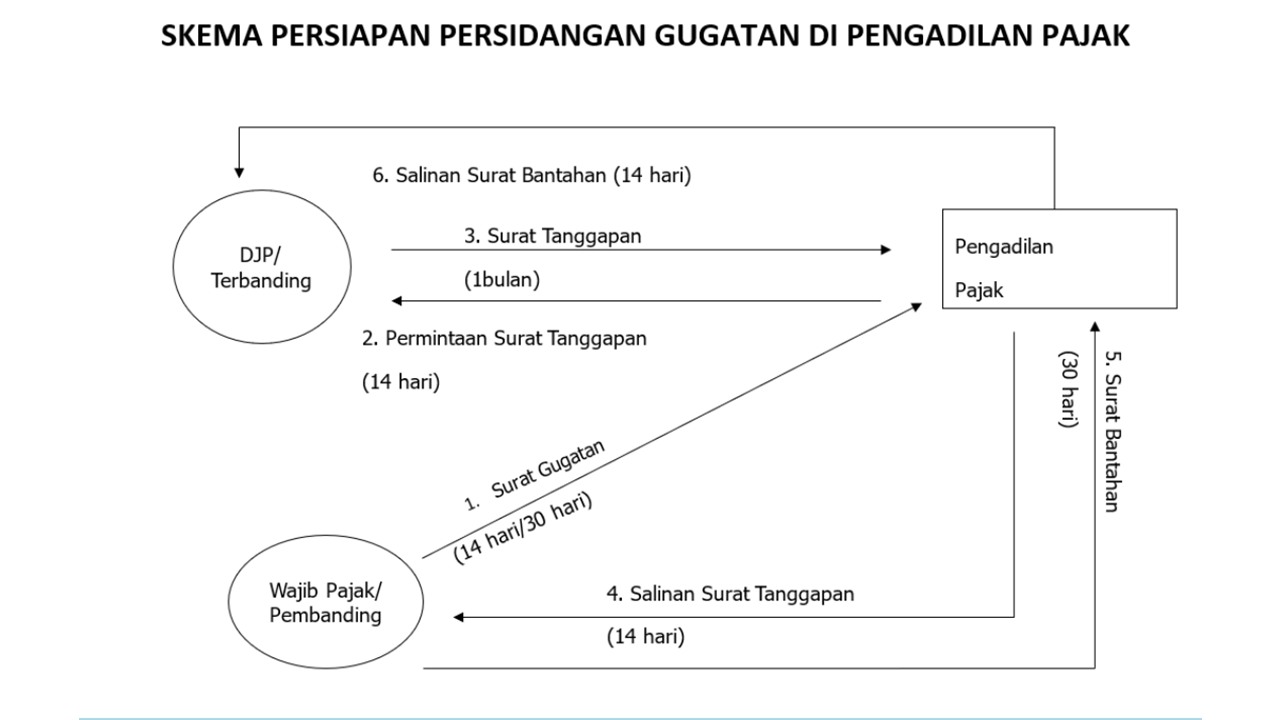 SKEMA PERSIAPAN PERSIDANGAN GUGATAN DI PENGADILAN PAJAK
6. Salinan Surat Bantahan (14 hari)
DJP/
Terbanding
3. Surat Tanggapan
(1bulan)
Pengadilan
Pajak
2. Permintaan Surat Tanggapan
(14 hari)
1. Surat Gugatan
(14 hari/30 hari)
5. Surat Bantahan
(30 hari)
Wajib Pajak/
Pembanding
4. Salinan Surat Tanggapan
(14 hari)